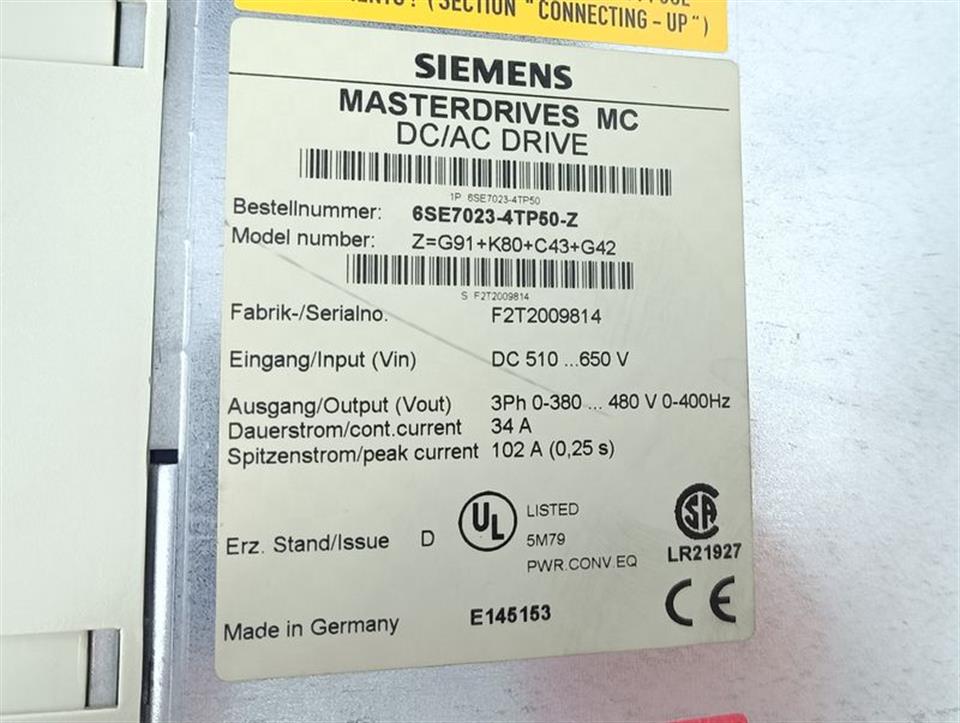 MENTS! (SECTION " CONNECTING - UP ")
SIEMENS
MASTERDRIVES MC
DC/AC DRIVE
1P 6SE7023-4TP50
Bestellnummer: 6SE7023-4TP50-Z
Model number: Z=G91+K80+C43+G42
S F2T2009814
Fabrik-/Serialno. F2T2009814
Eingang/Input (Vin) DC 510 ...650 V
Ausgang/Output (Vout) 3Ph 0-380 ... 480 V 0-400Hz
Dauerstrom/cont.current 34 A
Spitzenstrom/peak current 102 A (0,25 s)
Erz. Stand/Issue D
UL LISTED
5M79
PWR.CONV.EQ
SA
LR21927
CE
Made in Germany E145153